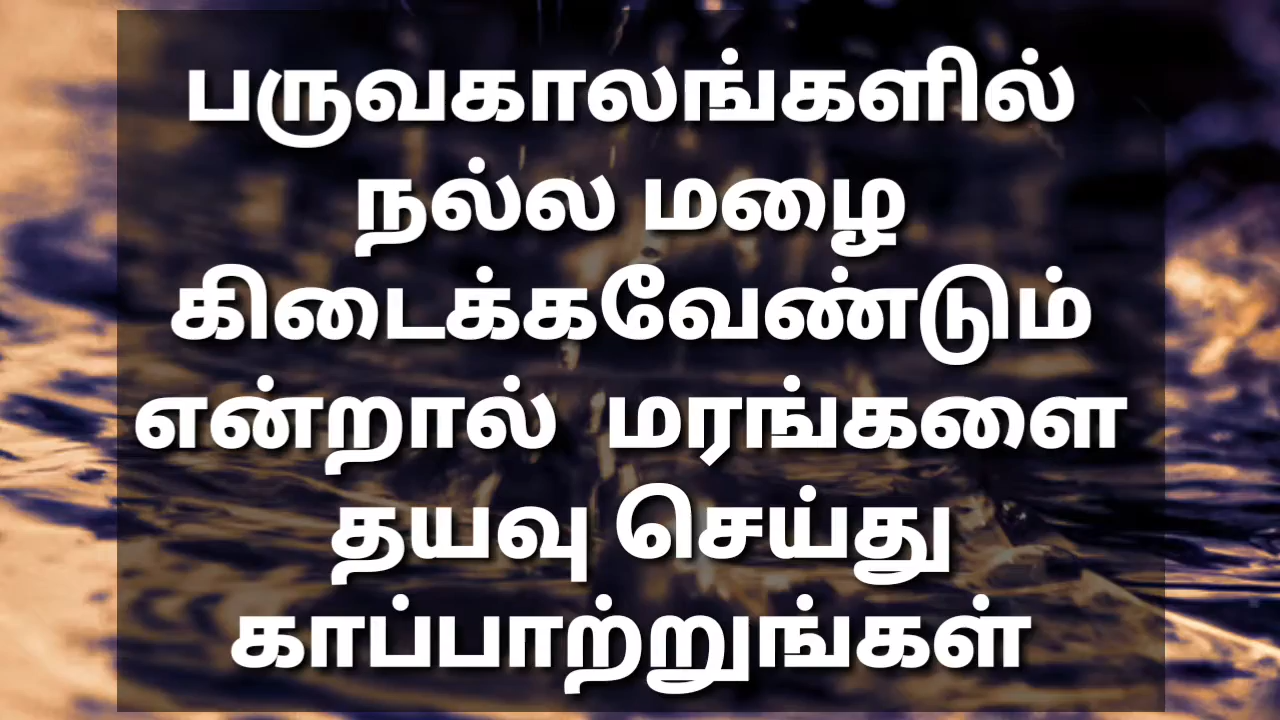 பருவகாலங்களில்
நல்ல மழை
கிடைக்கவேண்டும்
என்றால் மரங்களை
தயவு செய்து
காப்பாற்றுங்கள்